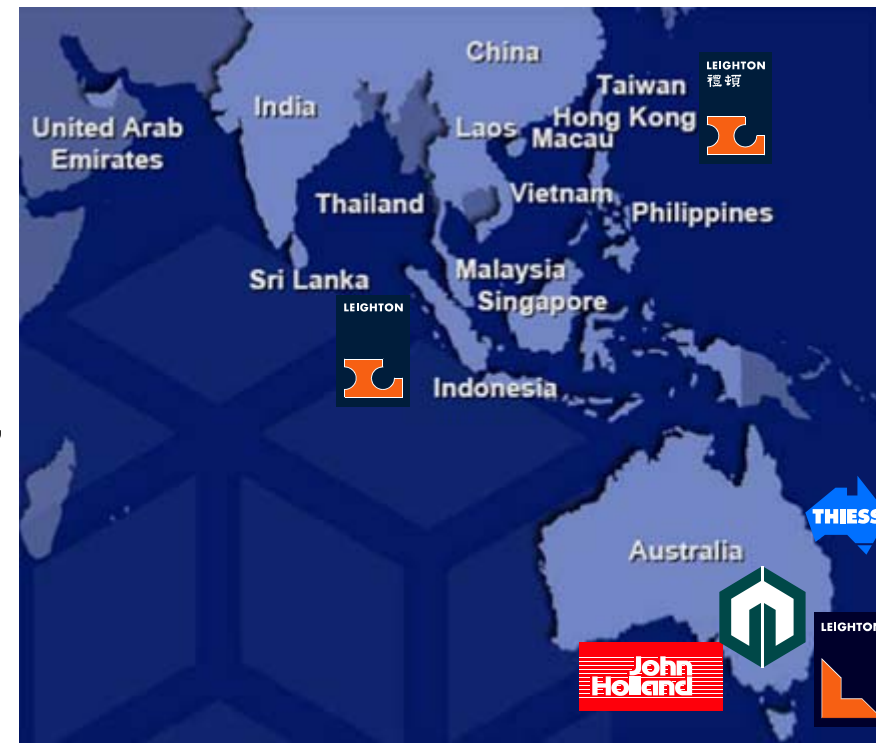 China
LEIGHTON
禮頓
Taiwan
India
Hong Kong
United Arab
Emirates
Laos
Macau
Thailand
Vietnam
Philippines
Sri Lanka
Malaysia
Singapore
LEIGHTON
Indonesia
THIESS
Australia
LEIGHTON
John
Holland